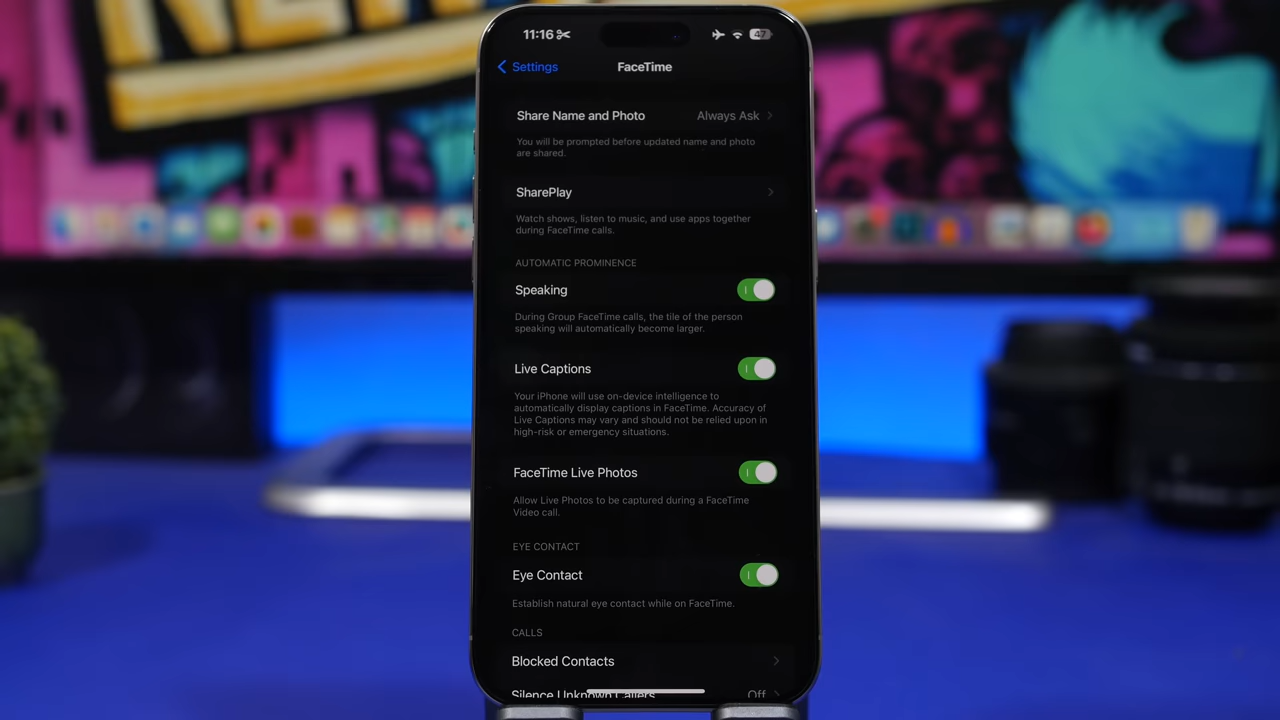 NEW
11:16 47
Settings FaceTime
Share Name and Photo Always Ask
You will be prompted before updated name and photo
are shared.
SharePlay
Watch shows, listen to music, and use apps together
during FaceTime calls.
AUTOMATIC PROMINENCE
Speaking
During Group FaceTime calls, the tile of the person
speaking will automatically become larger.
Live Captions
Your iPhone will use on-device intelligence to
automatically display captions in FaceTime. Accuracy of
Live Captions may vary and should not be relied upon in
high-risk or emergency situations.
FaceTime Live Photos
Allow Live Photos to be captured during a FaceTime
Video call.
EYE CONTACT
Eye Contact
Establish natural eye contact while on FaceTime.
CALLS
Blocked Contacts
Silence Unknown Callers Off